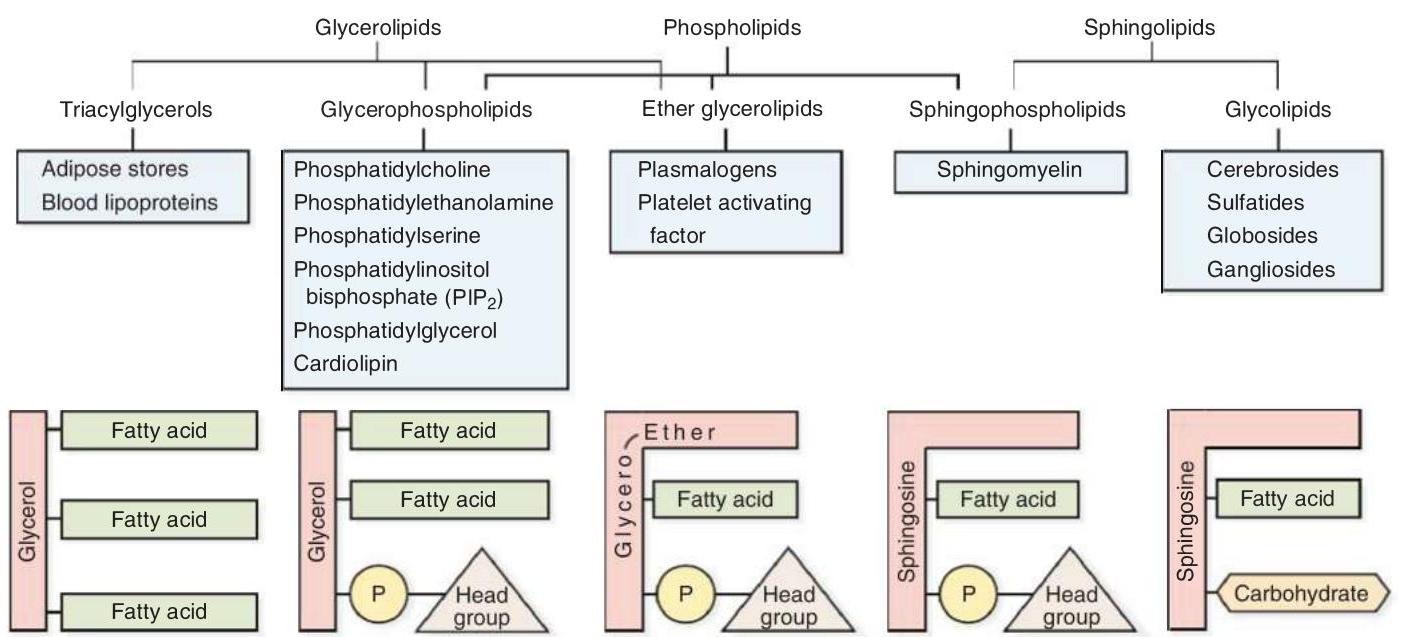 Glycerolipids
Phospholipids
Sphingolipids
Triacylglycerols
Glycerophospholipids
Ether glycerolipids
Sphingophospholipids
Glycolipids
Adipose stores
Blood lipoproteins
Phosphatidylcholine
Phosphatidylethanolamine
Phosphatidylserine
Phosphatidylinositol
bisphosphate (PIP₂)
Phosphatidylglycerol
Cardiolipin
Plasmalogens
Platelet activating
factor
Sphingomyelin
Cerebrosides
Sulfatides
Globosides
Gangliosides
Glycerol
Fatty acid
Fatty acid
Fatty acid
Glycerol
Fatty acid
Fatty acid
P
Head
group
Glycero
Ether
Fatty acid
P
Head
group
Sphingosine
Fatty acid
P
Head
group
Sphingosine
Fatty acid
Carbohydrate